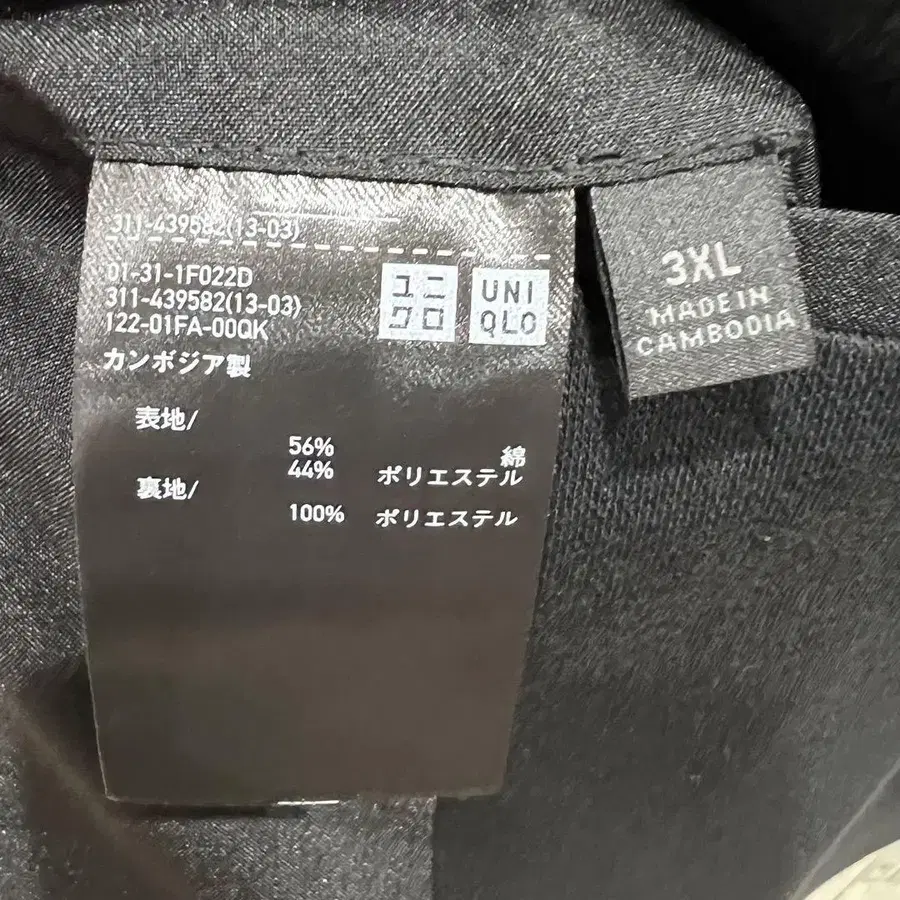 311-439582(13-03)
01-31-1F022D
311-439582(13-03)
122-01FA-00QK
カンボジア製
ユニ
クロ
UNI
QLO
表地/
56% 綿
44% ポリエステル
裏地/
100% ポリエステル
3XL
MADE IN
CAMBODIA